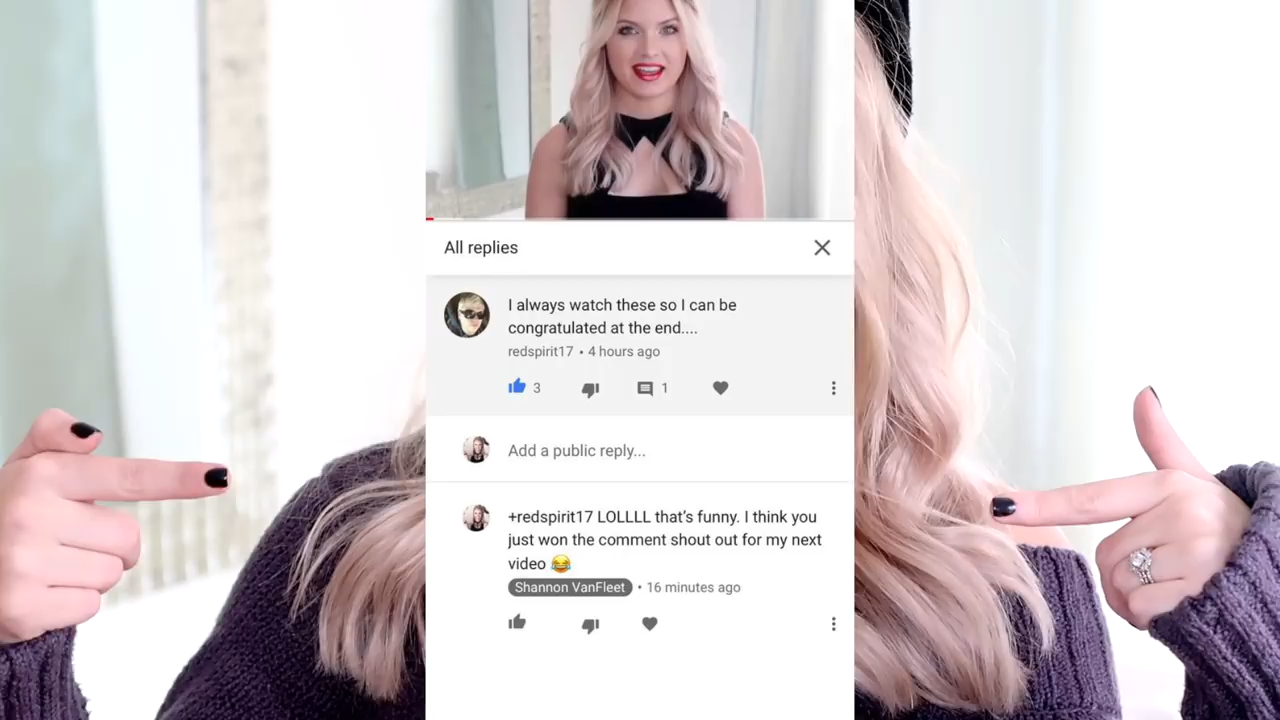 All replies
I always watch these so I can be
congratulated at the end....
redspirit17 • 4 hours ago
3
1
Add a public reply...
+redspirit17 LOLLLL that's funny. I think you
just won the comment shout out for my next
video 😂
Shannon VanFleet • 16 minutes ago